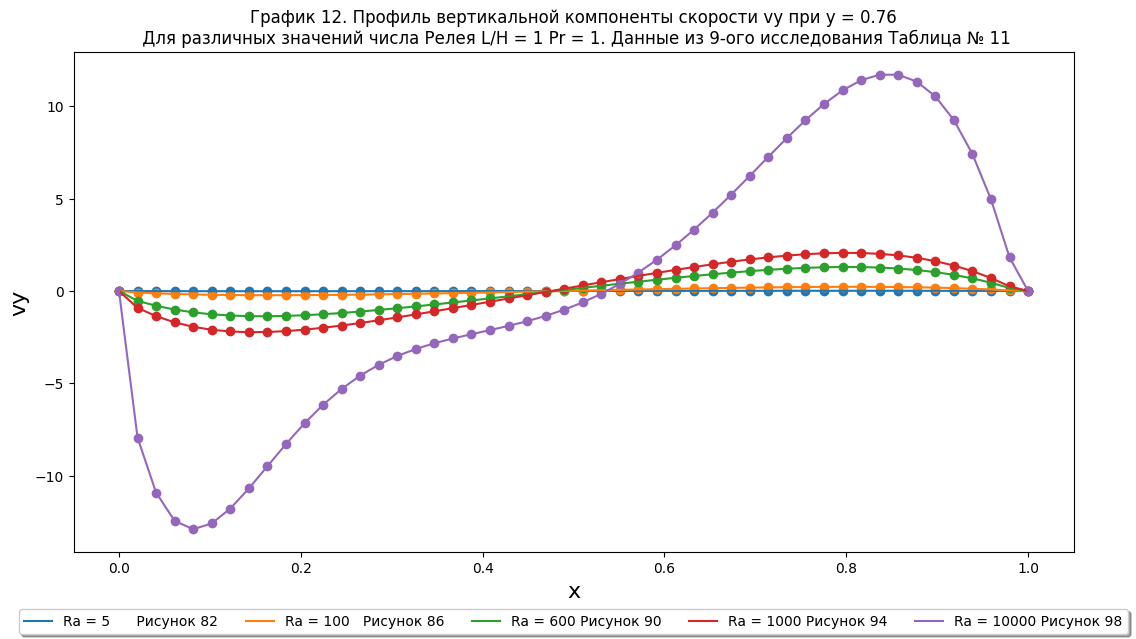 График 12. Профиль вертикальной компоненты скорости vy при y = 0.76
Для различных значений числа Релея L/H = 1 Pr = 1. Данные из 9-ого исследования Таблица № 11
10
5
0
−5
−10
vy
0.0 0.2 0.4 0.6 0.8 1.0
x
Ra = 5 Рисунок 82 Ra = 100 Рисунок 86 Ra = 600 Рисунок 90 Ra = 1000 Рисунок 94 Ra = 10000 Рисунок 98